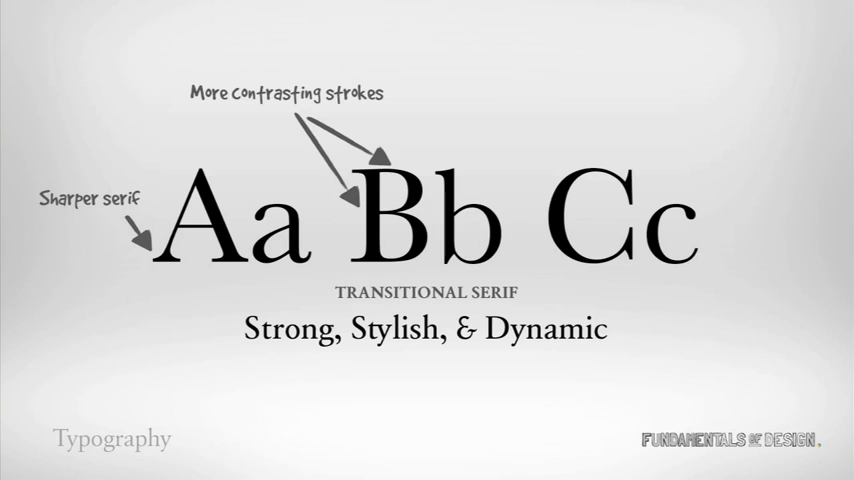 More contrasting strokes
Sharper serif
Aa Bb Cc
TRANSITIONAL SERIF
Strong, Stylish, & Dynamic
Typography
FUNDAMENTALS OF DESIGN.